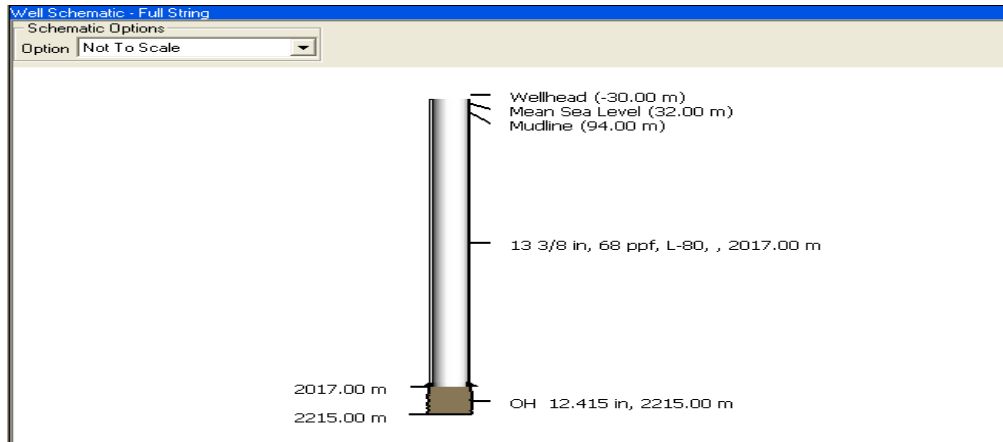 Well Schematic - Full String
Schematic Options
Option Not To Scale
Wellhead (-30.00 m)
Mean Sea Level (32.00 m)
Mudline (94.00 m)
13 3/8 in, 68 ppf, L-80, , 2017.00 m
2017.00 m
OH 12.415 in, 2215.00 m
2215.00 m